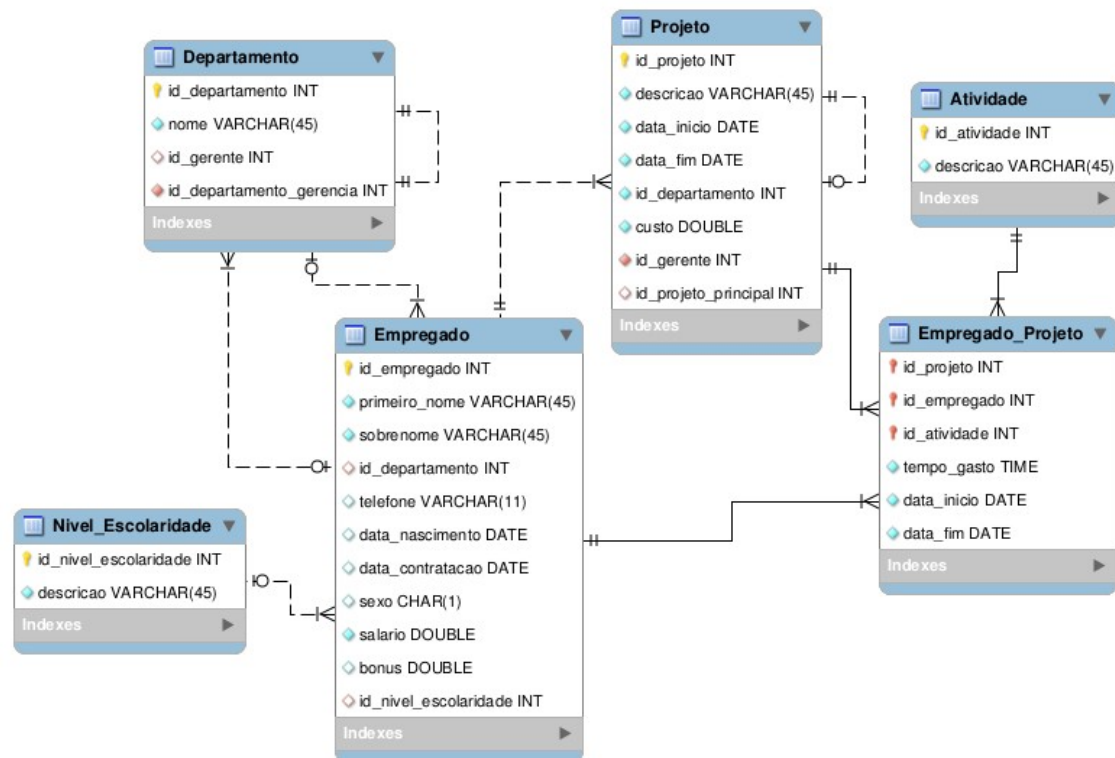 Departamento
id_departamento INT
nome VARCHAR(45)
id_gerente INT
id_departamento_gerencia INT
Indexes
Projeto
id_projeto INT
descricao VARCHAR(45)
data_inicio DATE
data_fim DATE
id_departamento INT
custo DOUBLE
id_gerente INT
id_projeto_principal INT
Indexes
Atividade
id_atividade INT
descricao VARCHAR(45)
Indexes
Empregado
id_empregado INT
primeiro_nome VARCHAR(45)
sobrenome VARCHAR(45)
id_departamento INT
telefone VARCHAR(11)
data_nascimento DATE
data_contratacao DATE
sexo CHAR(1)
salario DOUBLE
bonus DOUBLE
id_nivel_escolaridade INT
Indexes
Empregado_Projeto
id_projeto INT
id_empregado INT
id_atividade INT
tempo_gasto TIME
data_inicio DATE
data_fim DATE
Indexes
Nivel_Escolaridade
id_nivel_escolaridade INT
descricao VARCHAR(45)
Indexes